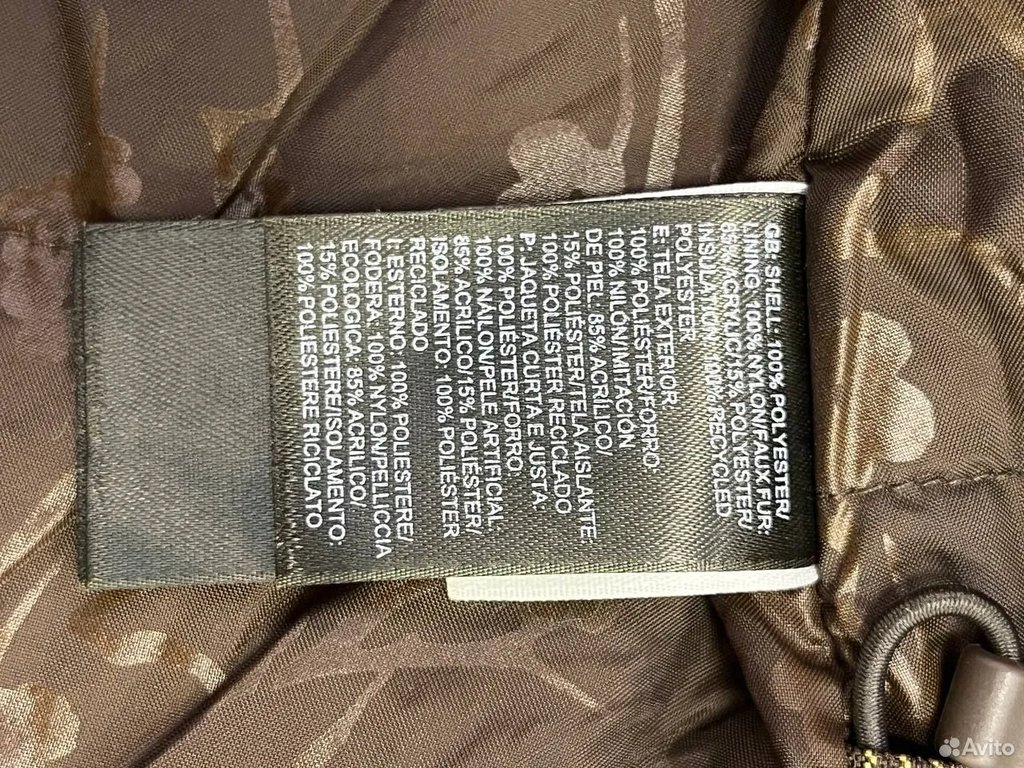 GB: SHELL: 100% POLYESTER/
LINING: 100% NYLON/FAUX FUR:
85% ACRYLIC/15% POLYESTER/
INSULATION: 100% RECYCLED
POLYESTER
E: TELA EXTERIOR:
100% POLIÉSTER/FORRO:
100% NILÓN/IMITACIÓN
DE PIEL: 85% ACRÍLICO/
15% POLIÉSTER/TELA AISLANTE:
100% POLIÉSTER RECICLADO
P: JAQUETA CURTA E JUSTA:
100% POLIÉSTER/FORRO:
100% NÁILON/PELE ARTIFICIAL
85% ACRÍLICO/15% POLIÉSTER/
ISOLAMENTO: 100% POLIÉSTER
RECICLADO
I: ESTERNO: 100% POLIESTERE/
FODERA: 100% NYLON/PELLICCIA
ECOLOGICA: 85% ACRILICO/
15% POLIESTERE/ISOLAMENTO:
100% POLIESTERE RICICLATO
Avito